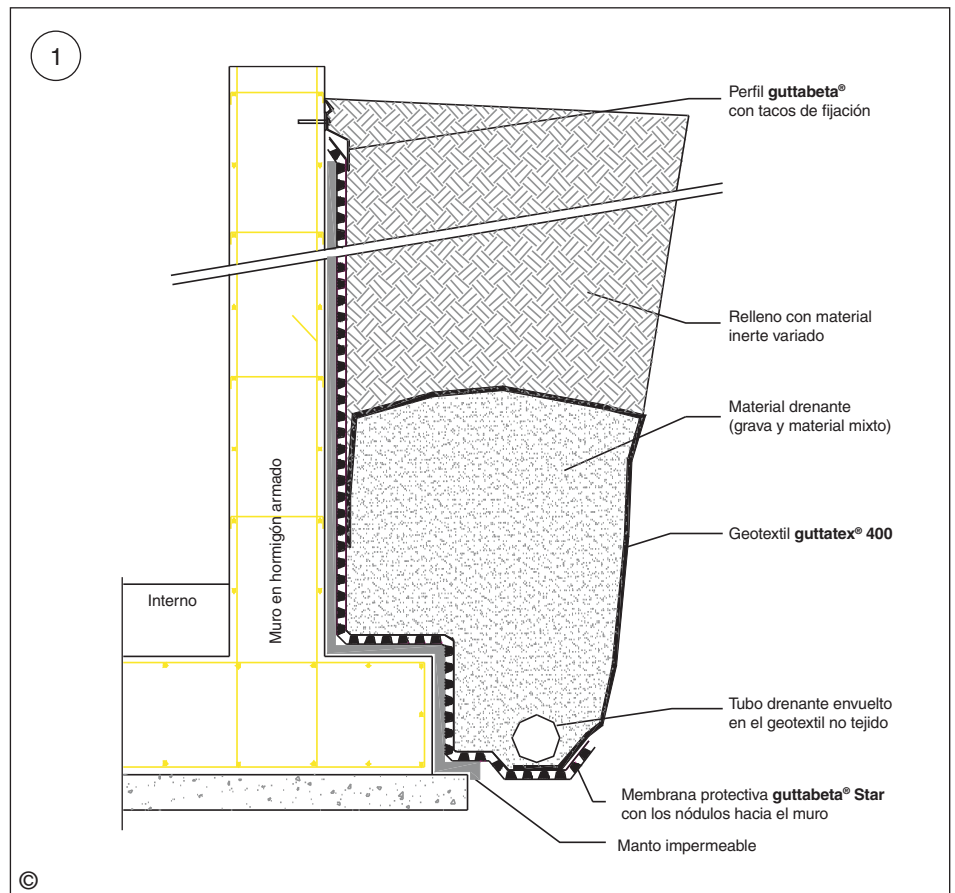 1
Perfil guttabeta®
con tacos de fijación
Relleno con material
inerte variado
Material drenante
(grava y material mixto)
Geotextil guttatex® 400
Muro en hormigón armado
Interno
Tubo drenante envuelto
en el geotextil no tejido
Membrana protectiva guttabeta® Star
con los nódulos hacia el muro
Manto impermeable
©